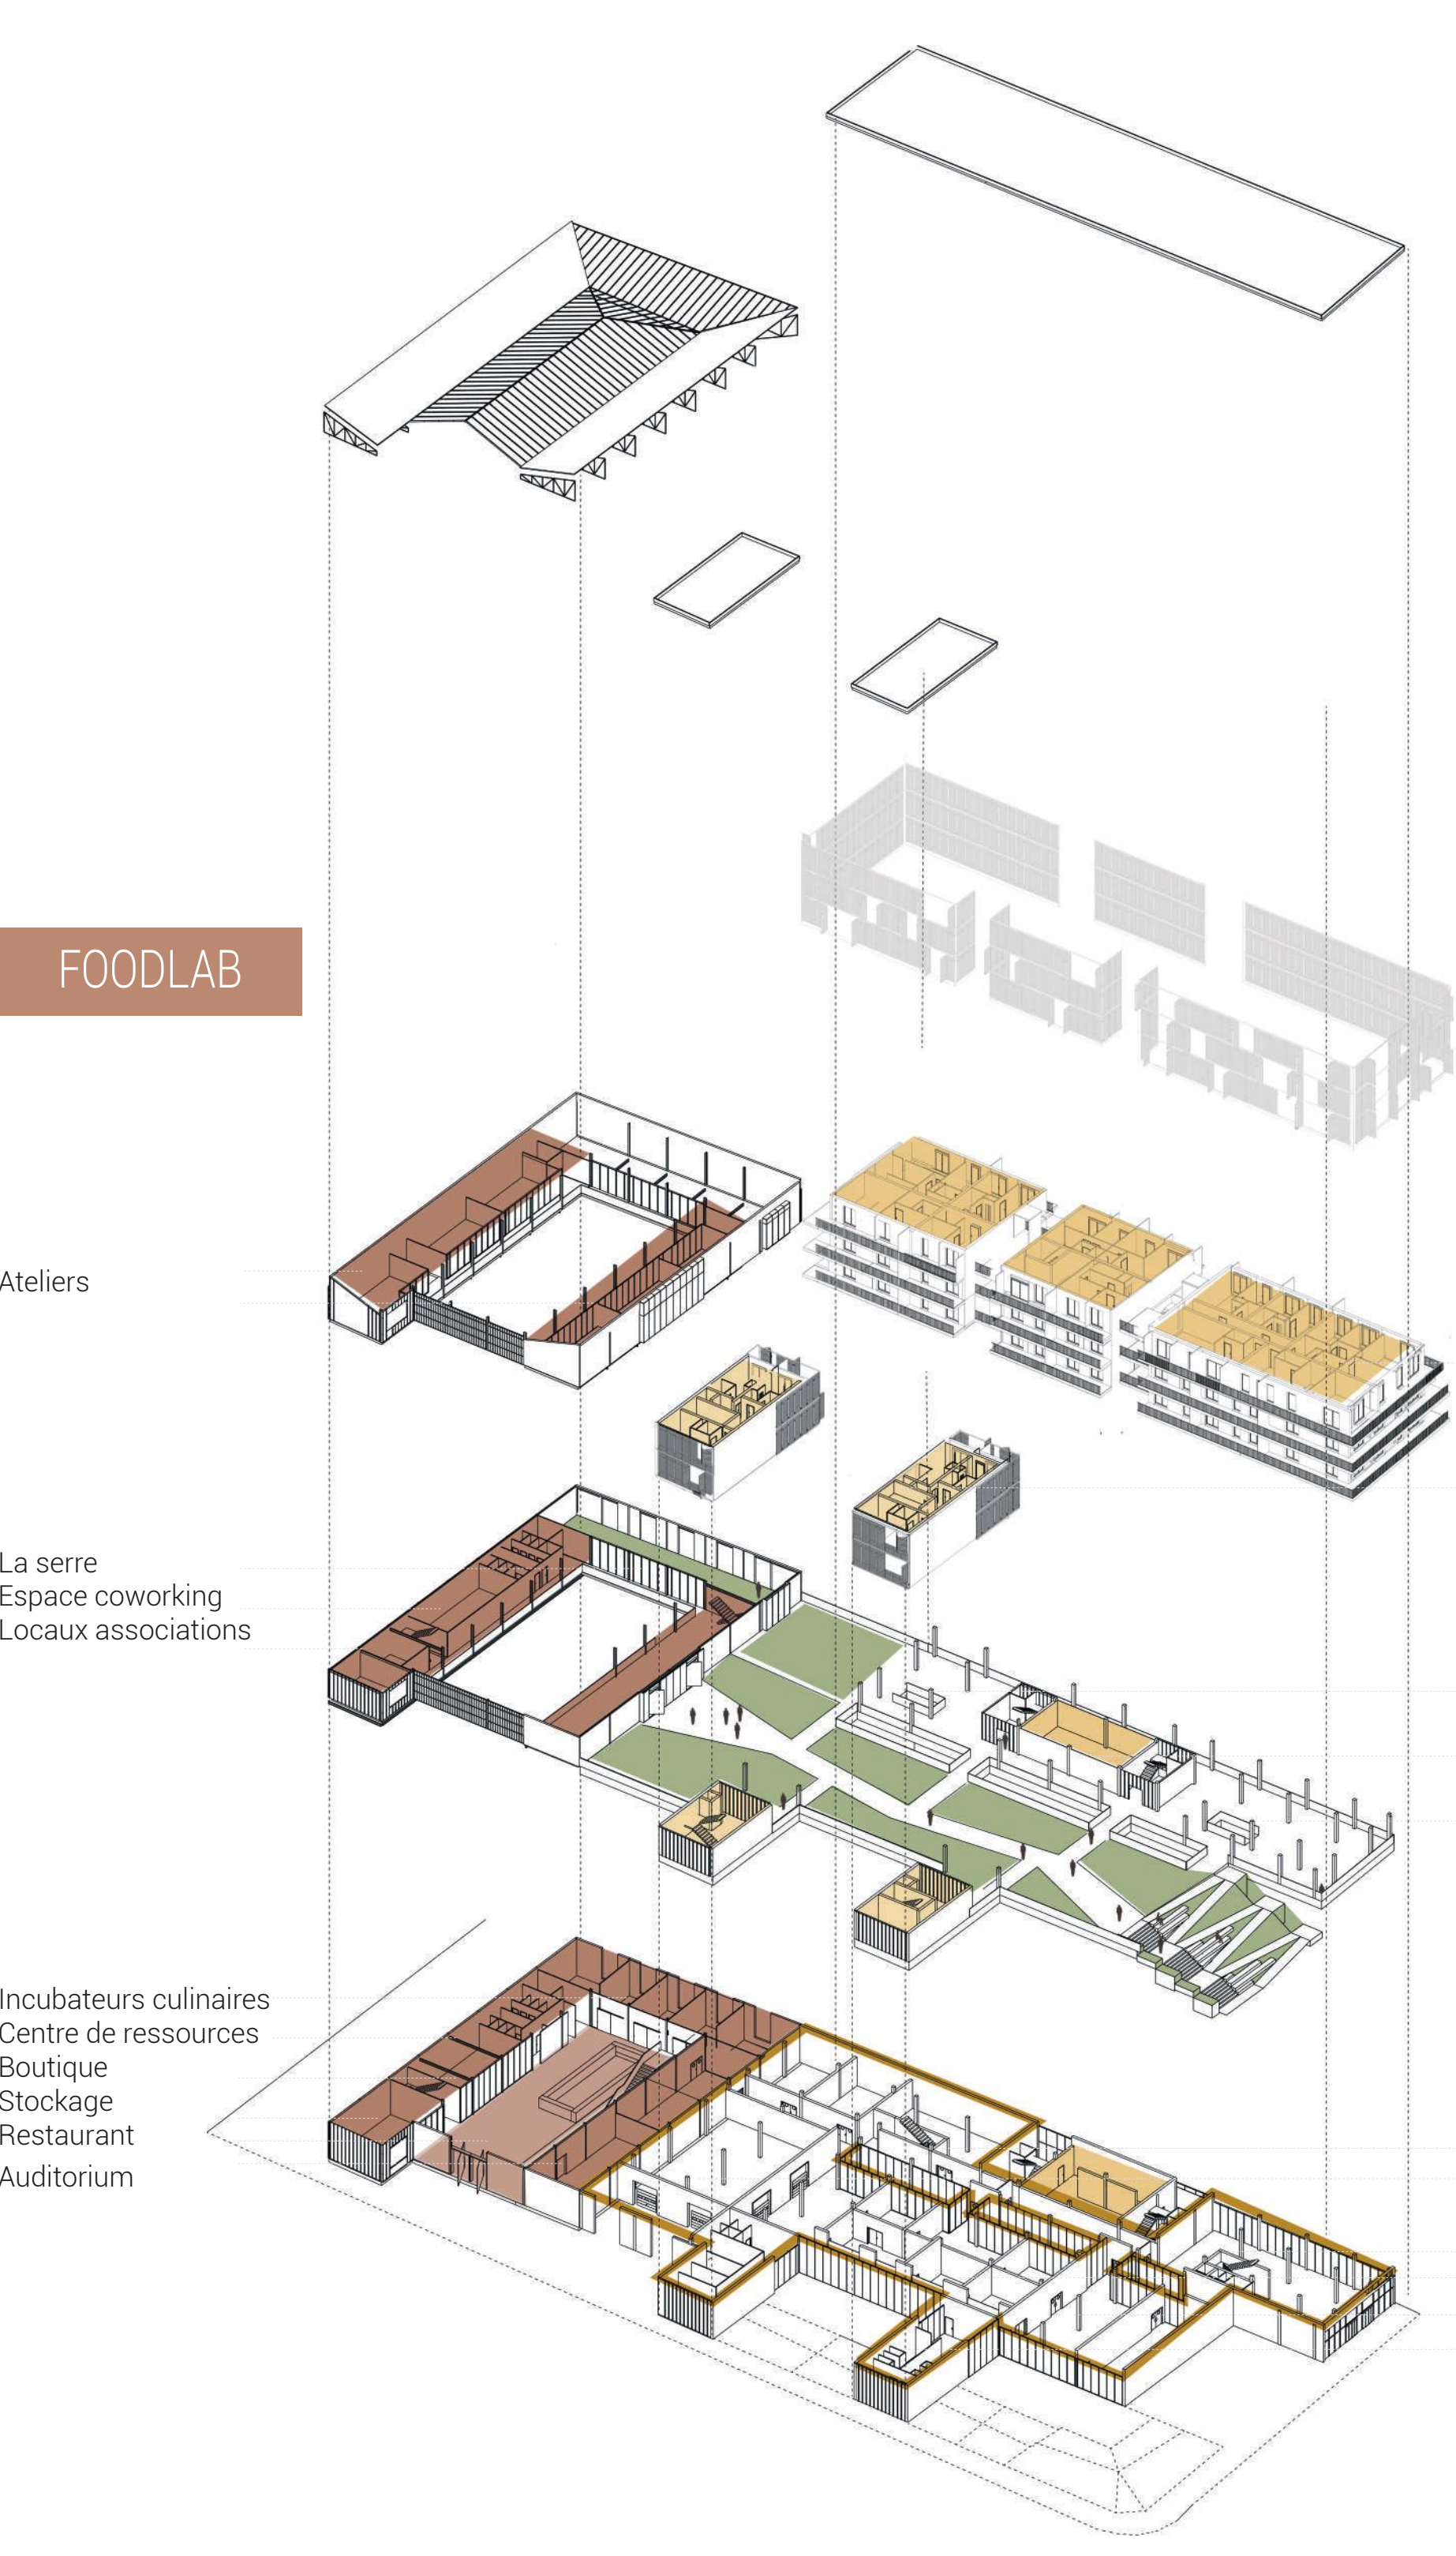 FOODLAB
Ateliers
La serre
Espace coworking
Locaux associations
Incubateurs culinaires
Centre de ressources
Boutique
Stockage
Restaurant
Auditorium